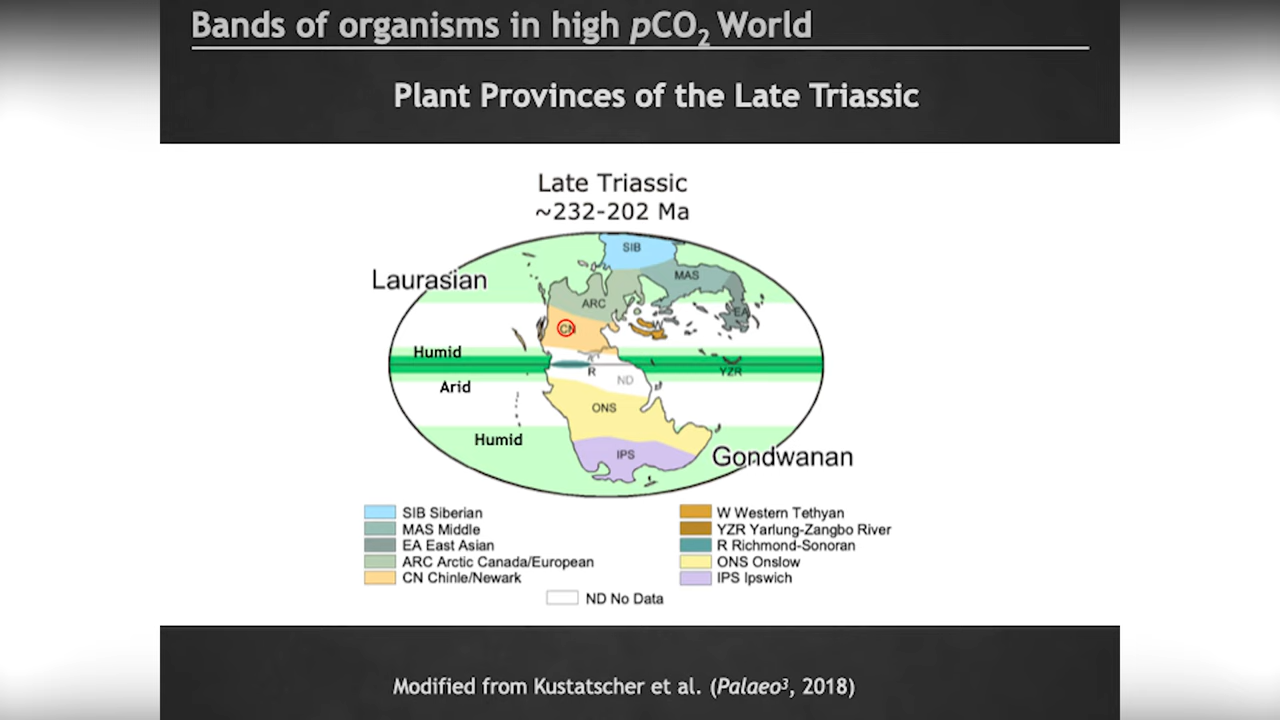 Bands of organisms in high pCO2 World
Plant Provinces of the Late Triassic
Late Triassic
~232-202 Ma
SIB
Laurasian
MAS
ARC
EA
CN
W
Humid
R
YZR
ND
Arid
ONS
Humid
IPS
Gondwanan
SIB Siberian
MAS Middle
EA East Asian
ARC Arctic Canada/European
CN Chinle/Newark
W Western Tethyan
YZR Yarlung-Zangbo River
R Richmond-Sonoran
ONS Onslow
IPS Ipswich
ND No Data
Modified from Kustatscher et al. (Palaeo³, 2018)